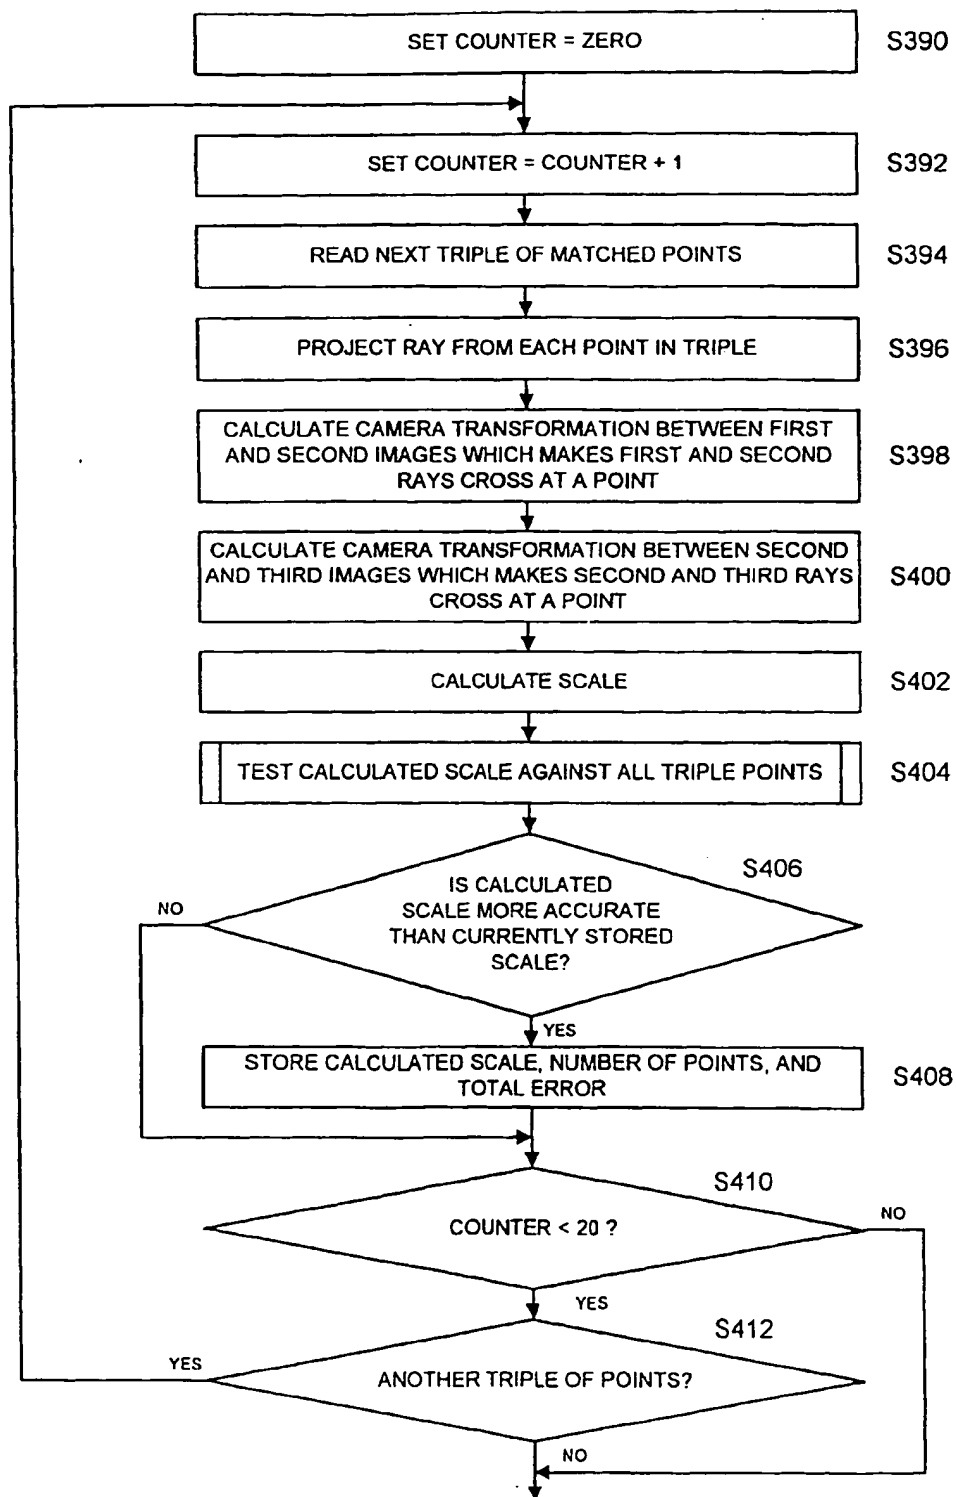 SET COUNTER = ZERO
S390
SET COUNTER = COUNTER + 1
S392
READ NEXT TRIPLE OF MATCHED POINTS
S394
PROJECT RAY FROM EACH POINT IN TRIPLE
S396
CALCULATE CAMERA TRANSFORMATION BETWEEN FIRST
AND SECOND IMAGES WHICH MAKES FIRST AND SECOND
RAYS CROSS AT A POINT
S398
CALCULATE CAMERA TRANSFORMATION BETWEEN SECOND
AND THIRD IMAGES WHICH MAKES SECOND AND THIRD RAYS
CROSS AT A POINT
S400
CALCULATE SCALE
S402
TEST CALCULATED SCALE AGAINST ALL TRIPLE POINTS
S404
S406
IS CALCULATED
SCALE MORE ACCURATE
THAN CURRENTLY STORED
SCALE?
NO
YES
STORE CALCULATED SCALE, NUMBER OF POINTS, AND
TOTAL ERROR
S408
S410
COUNTER < 20 ?
NO
YES
S412
ANOTHER TRIPLE OF POINTS?
YES
NO